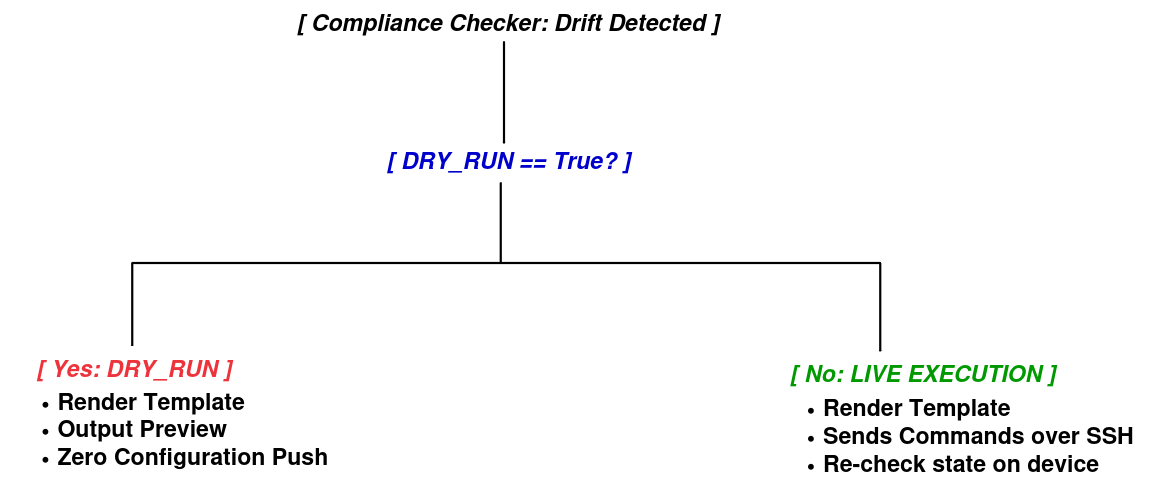 [ Compliance Checker: Drift Detected ]
[ DRY_RUN == True? ]
[ Yes: DRY_RUN ]
• Render Template
• Output Preview
• Zero Configuration Push
[ No: LIVE EXECUTION ]
• Render Template
• Sends Commands over SSH
• Re-check state on device